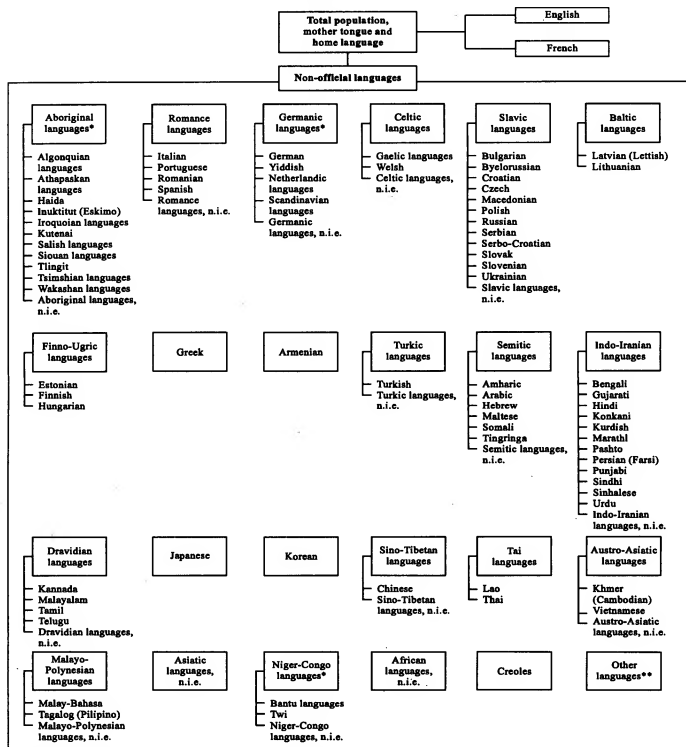 Total population,
mother tongue and
home language
English
French
Non-official languages
Aboriginal
languages*
Algonquian
languages
Athapaskan
languages
Haida
Inuktitut (Eskimo)
Iroquoian languages
Kutenai
Salish languages
Siouan languages
Tlingit
Tsimshian languages
Wakashan languages
Aboriginal languages,
n.i.e.
Romance
languages
Italian
Portuguese
Romanian
Spanish
Romance
languages, n.i.e.
Germanic
languages*
German
Yiddish
Netherlandic
languages
Scandinavian
languages
Germanic
languages, n.i.e.
Celtic
languages
Gaelic languages
Welsh
Celtic languages,
n.i.e.
Slavic
languages
Bulgarian
Byelorussian
Croatian
Czech
Macedonian
Polish
Russian
Serbian
Serbo-Croatian
Slovak
Slovenian
Ukrainian
Slavic languages,
n.i.e.
Baltic
languages
Latvian (Lettish)
Lithuanian
Finno-Ugric
languages
Estonian
Finnish
Hungarian
Greek
Armenian
Turkic
languages
Turkish
Turkic languages,
n.i.e.
Semitic
languages
Amharic
Arabic
Hebrew
Maltese
Somali
Tingringa
Semitic languages,
n.i.e.
Indo-Iranian
languages
Bengali
Gujarati
Hindi
Konkani
Kurdish
Marathi
Pashto
Persian (Farsi)
Punjabi
Sindhi
Sinhalese
Urdu
Indo-Iranian
languages, n.i.e.
Dravidian
languages
Kannada
Malayalam
Tamil
Telugu
Dravidian languages,
n.i.e.
Japanese
Korean
Sino-Tibetan
languages
Chinese
Sino-Tibetan
languages, n.i.e.
Tai
languages
Lao
Thai
Austro-Asiatic
languages
Khmer
(Cambodian)
Vietnamese
Austro-Asiatic
languages, n.i.e.
Malayo-
Polynesian
languages
Malay-Bahasa
Tagalog (Pilipino)
Malayo-Polynesian
languages, n.i.e.
Asiatic
languages,
n.i.e.
Niger-Congo
languages*
Bantu languages
Twi
Niger-Congo
languages, n.i.e.
African
languages,
n.i.e.
Creoles
Other
languages**